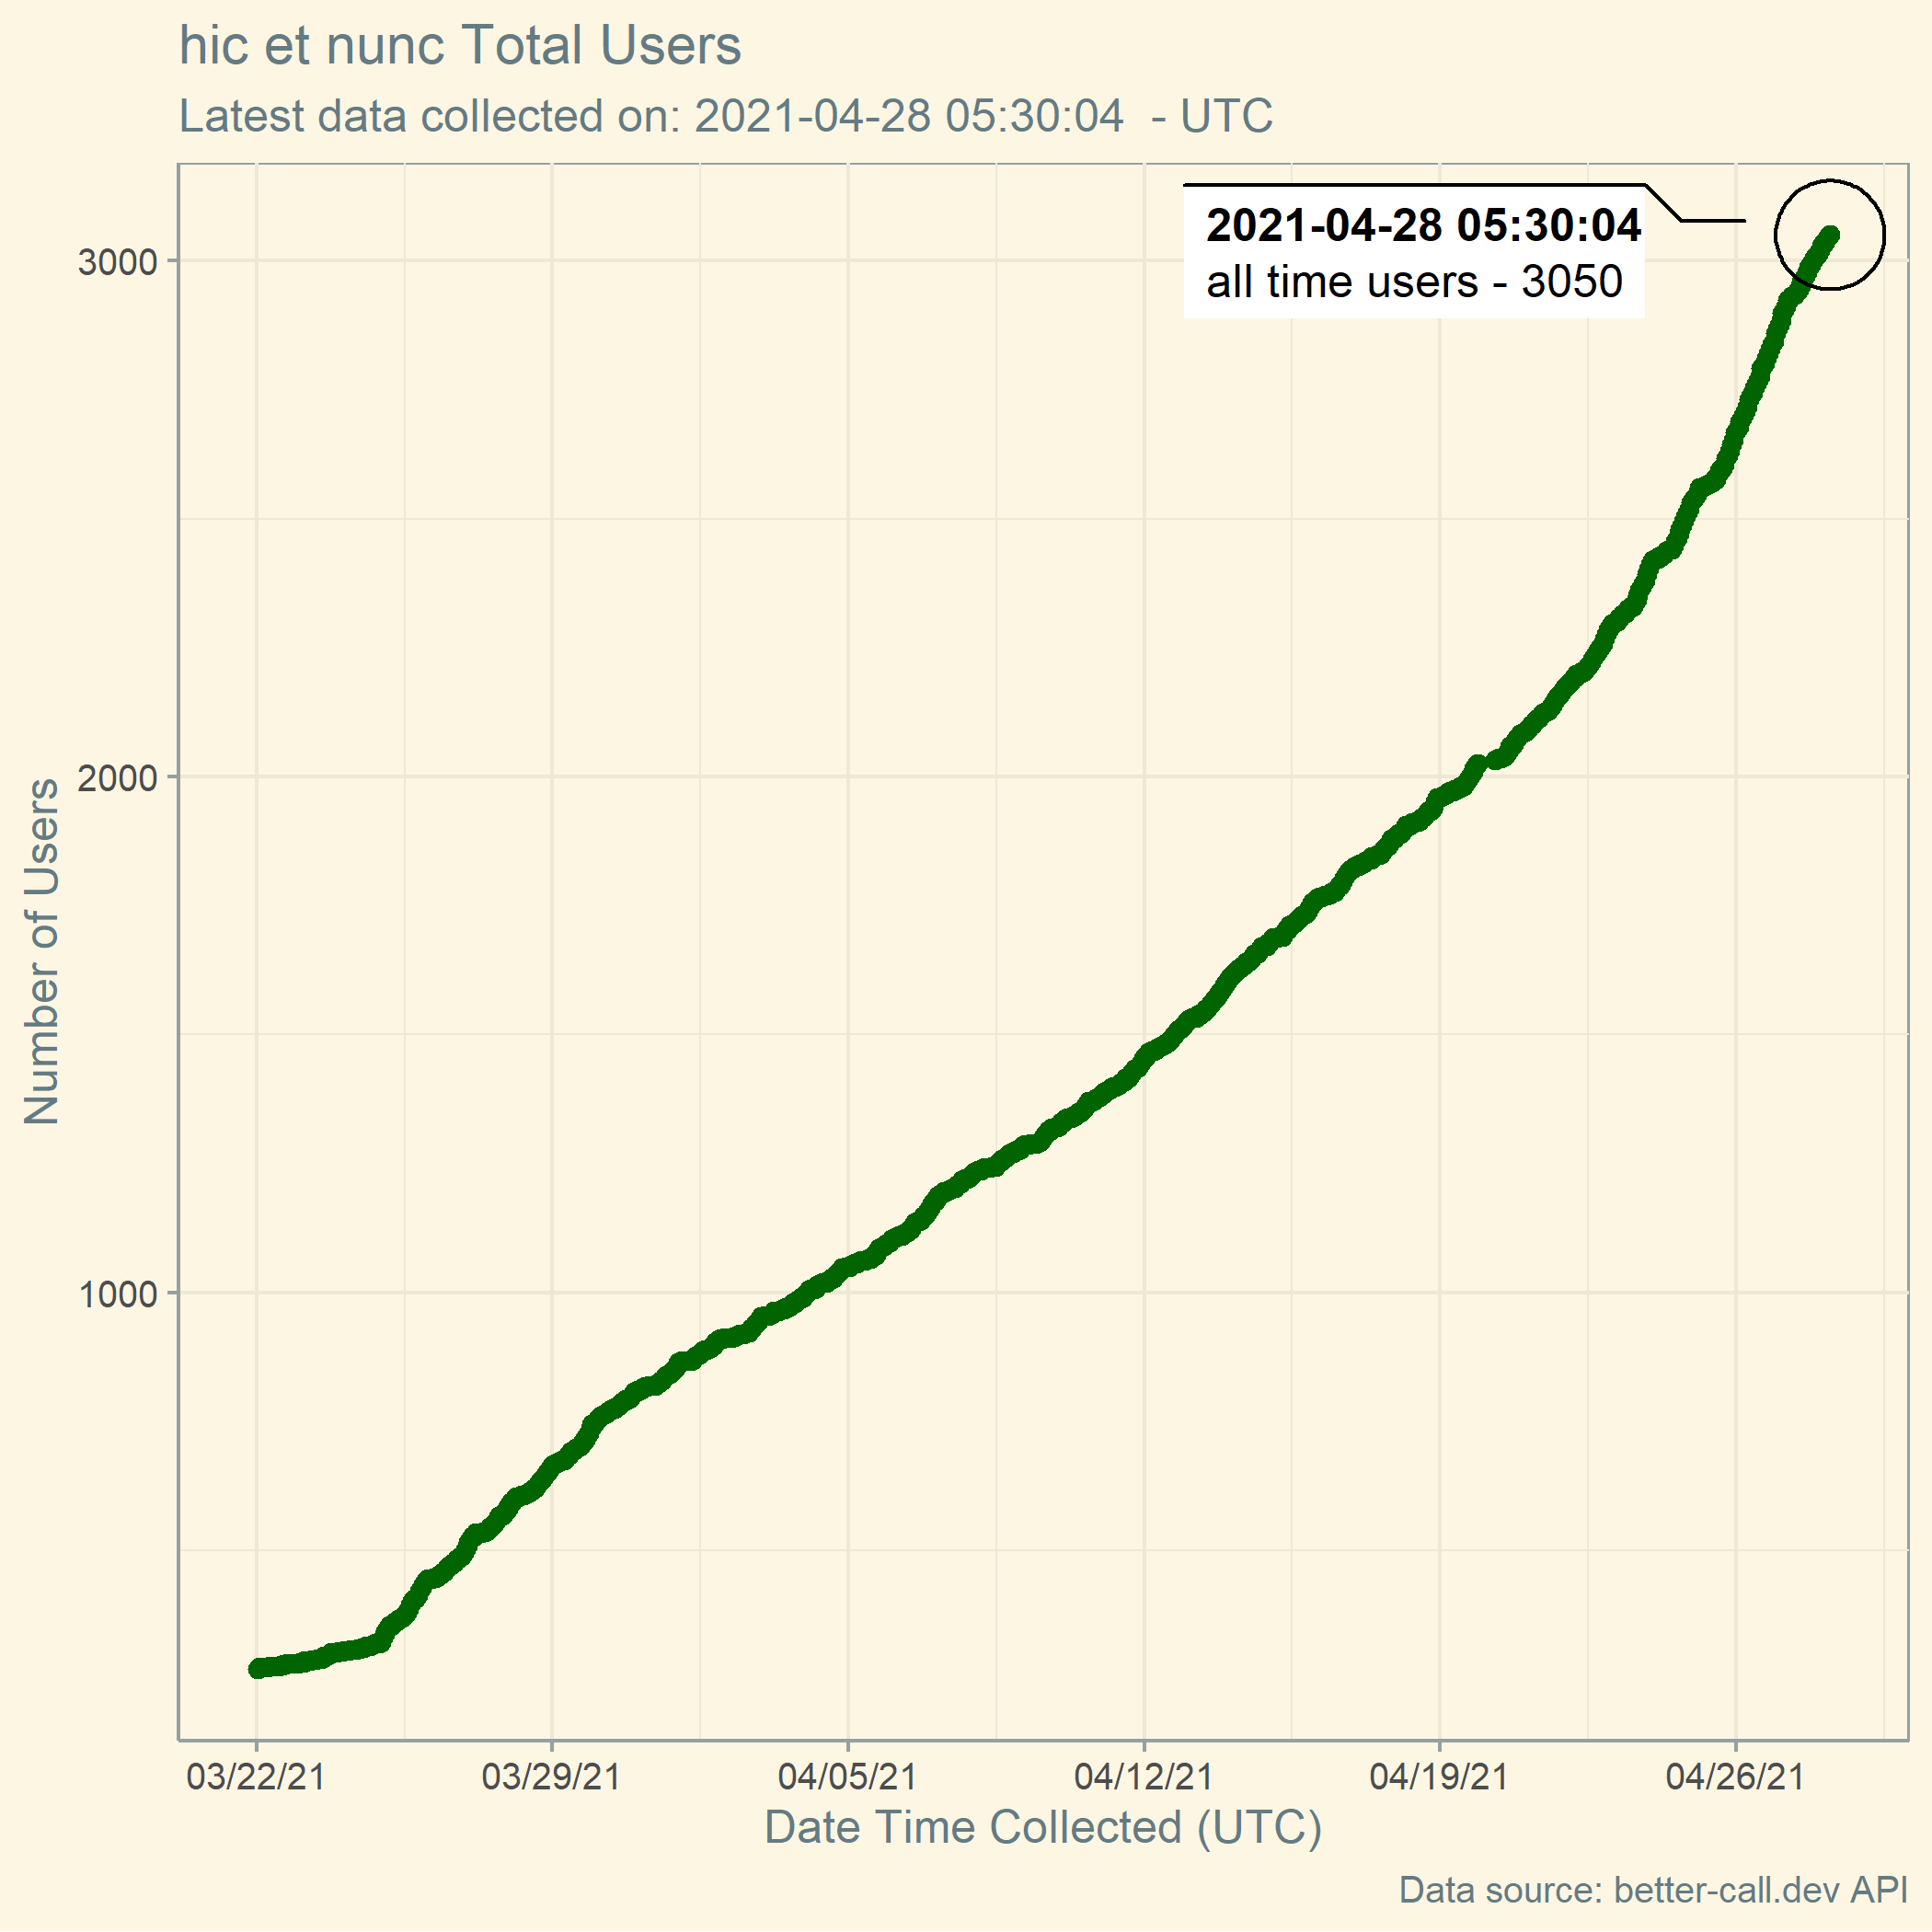 hic et nunc Total Users
Latest data collected on: 2021-04-28 05:30:04  - UTC
2021-04-28 05:30:04
all time users - 3050
Number of Users
3000
2000
1000
03/22/21 03/29/21 04/05/21 04/12/21 04/19/21 04/26/21
Date Time Collected (UTC)
Data source: better-call.dev API